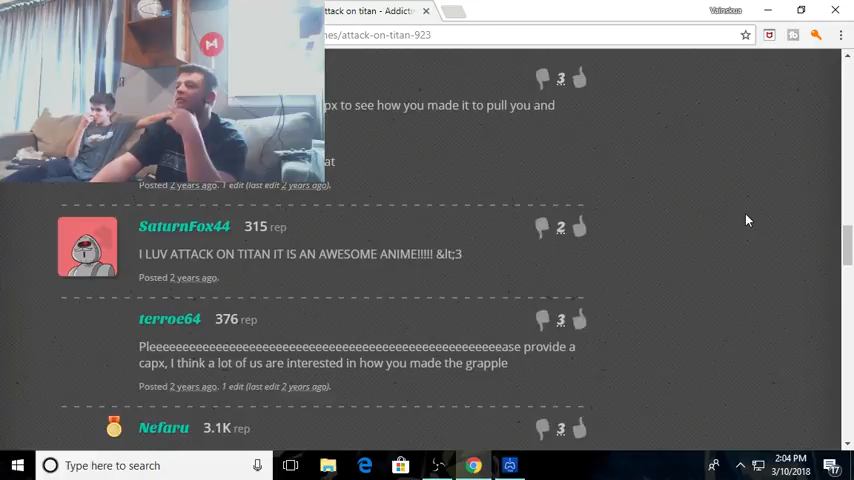 attack on titan - Addict
Vainskua
nes/attack-on-titan-923
3
px to see how you made it to pull you and
at
Posted 2 years ago. 1 edit (last edit 2 years ago).
SaturnFox44 315 rep 2
I LUV ATTACK ON TITAN IT IS AN AWESOME ANIME!!!!! &lt;3
Posted 2 years ago.
terroe64 376 rep 3
Pleeeeeeeeeeeeeeeeeeeeeeeeeeeeeeeeeeeeeeeeeeeeeeeeease provide a
capx, I think a lot of us are interested in how you made the grapple
Posted 2 years ago. 1 edit (last edit 2 years ago).
Nefaru 3.1K rep 3
Type here to search
2:04 PM
3/10/2018
17